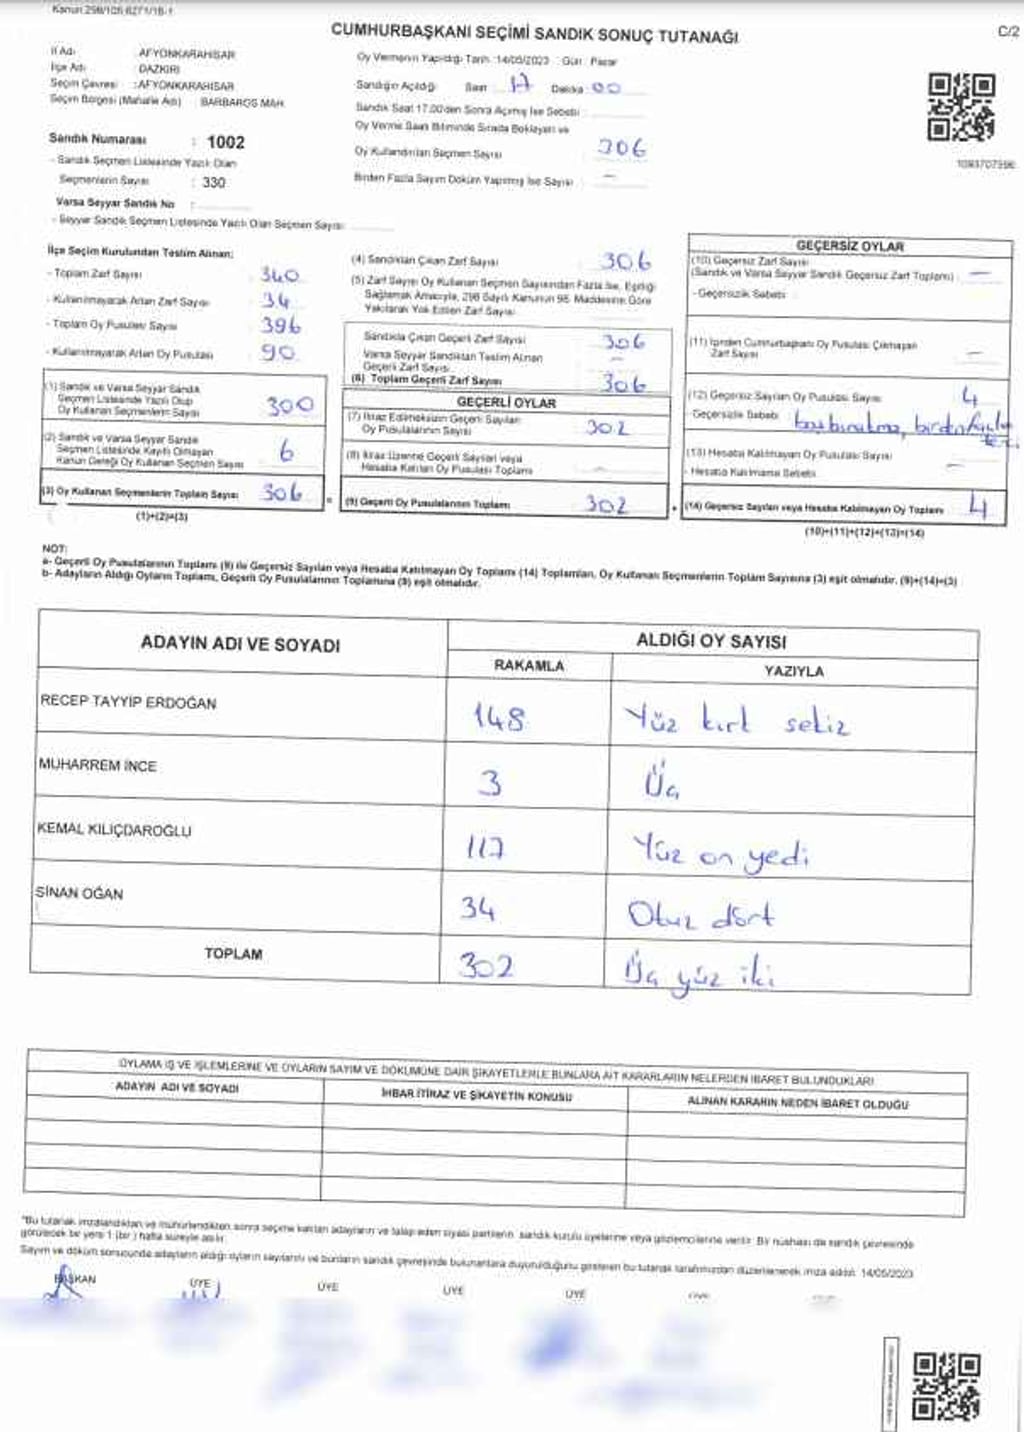 Kanun 298/105-6271/18-1
CUMHURBAŞKANI SEÇİMİ SANDIK SONUÇ TUTANAĞI
C/2
İl Adı : AFYONKARAHİSAR
İlçe Adı : DAZKIRI
Seçim Çevresi : AFYONKARAHİSAR
Seçim Bölgesi (Mahalle Adı) : BARBAROS MAH.
Sandık Numarası : 1002
- Sandık Seçmen Listesinde Yazılı Olan
Seçmenlerin Sayısı : 330
Varsa Seyyar Sandık No :
- Seyyar Sandık Seçmen Listesinde Yazılı Olan Seçmen Sayısı:
Oy Vermenin Yapıldığı Tarih : 14/05/2023 Gün : Pazar
Sandığın Açıldığı Saat : 17 Dakika : 00
Sandık Saat 17.00'den Sonra Açılmış İse Sebebi :
Oy Verme Saati Bitiminde Sırada Bekleyen ve
Oy Kullandırılan Seçmen Sayısı : 306
Birden Fazla Sayım Döküm Yapılmış İse Sayısı : -
İlçe Seçim Kurulundan Teslim Alınan;
- Toplam Zarf Sayısı : 340
- Kullanılmayarak Artan Zarf Sayısı : 34
- Toplam Oy Pusulası Sayısı : 396
- Kullanılmayarak Artan Oy Pusulası : 90
(1) Sandık ve Varsa Seyyar Sandık
Seçmen Listesinde Yazılı Olup
Oy Kullanan Seçmenlerin Sayısı 300
(2) Sandık ve Varsa Seyyar Sandık
Seçmen Listesinde Kayıtlı Olmayan
Kanun Gereği Oy Kullanan Seçmen Sayısı 6
(3) Oy Kullanan Seçmenlerin Toplam Sayısı 306
(1)+(2)=(3)
(4) Sandıktan Çıkan Zarf Sayısı : 306
(5) Zarf Sayısı Oy Kullanan Seçmen Sayısından Fazla İse, Eşitliği
Sağlamak Amacıyla, 298 Sayılı Kanunun 98. Maddesine Göre
Yakılarak Yok Edilen Zarf Sayısı :
Sandıkta Çıkan Geçerli Zarf Sayısı : 306
Varsa Seyyar Sandıktan Teslim Alınan
Geçerli Zarf Sayısı : -
(6) Toplam Geçerli Zarf Sayısı 306
GEÇERLİ OYLAR
(7) İtiraz Edilmeksizin Geçerli Sayılan
Oy Pusulalarının Sayısı : 302
(8) İtiraz Üzerine Geçerli Sayılan veya
Hesaba Katılan Oy Pusulası Toplamı : -
(9) Geçerli Oy Pusulalarının Toplamı 302
GEÇERSİZ OYLAR
(10) Geçersiz Zarf Sayısı
(Sandık ve Varsa Seyyar Sandık Geçersiz Zarf Toplamı) : -
- Geçersizlik Sebebi :
(11) İçinden Cumhurbaşkanı Oy Pusulası Çıkmayan
Zarf Sayısı : -
(12) Geçersiz Sayılan Oy Pusulası Sayısı : 4
Geçersizlik Sebebi : boş bırakma, birden fazla
(13) Hesaba Katılmayan Oy Pusulası Sayısı : -
- Hesaba Katılmama Sebebi :
(14) Geçersiz Sayılan veya Hesaba Katılmayan Oy Toplamı 4
(10)+(11)+(12)+(13)=(14)
NOT:
a- Geçerli Oy Pusulalarının Toplamı (9) ile Geçersiz Sayılan veya Hesaba Katılmayan Oy Toplamı (14) Toplamları, Oy Kullanan Seçmenlerin Toplam Sayısına (3) eşit olmalıdır. (9)+(14)=(3)
b- Adayların Aldığı Oyların Toplamı, Geçerli Oy Pusulalarının Toplamına (9) eşit olmalıdır.
ADAYIN ADI VE SOYADI
ALDIĞI OY SAYISI
RAKAMLA YAZIYLA
RECEP TAYYİP ERDOĞAN 148 Yüz kırk sekiz
MUHARREM İNCE 3 Üç
KEMAL KILIÇDAROĞLU 117 Yüz on yedi
SİNAN OĞAN 34 Otuz dört
TOPLAM 302 Üç yüz iki
OYLAMA İŞ VE İŞLEMLERİNE VE OYLARIN SAYIM VE DÖKÜMÜNE DAİR ŞİKAYETLERLE BUNLARA AİT KARARLARIN NELERDEN İBARET BULUNDUKLARI
ADAYIN ADI VE SOYADI İHBAR İTİRAZ VE ŞİKAYETİN KONUSU ALINAN KARARIN NEDEN İBARET OLDUĞU
"Bu tutanak imzalandıktan ve mühürlendikten sonra seçime katılan adayların ve talep eden siyasi partilerin sandık kurulu üyelerine veya gözlemcilerine verilir. Bir nüshası da sandık çevresinde
görülecek bir yere 1 (bir) hafta süreyle asılır.
Sayım ve döküm sonucunda adayların aldığı oyların sayılarını ve bunların sandık çevresinde bulunanlara duyurulduğunu gösteren bu tutanak tarafımızdan düzenlenerek imza edildi. 14/05/2023
BAŞKAN ÜYE ÜYE ÜYE ÜYE